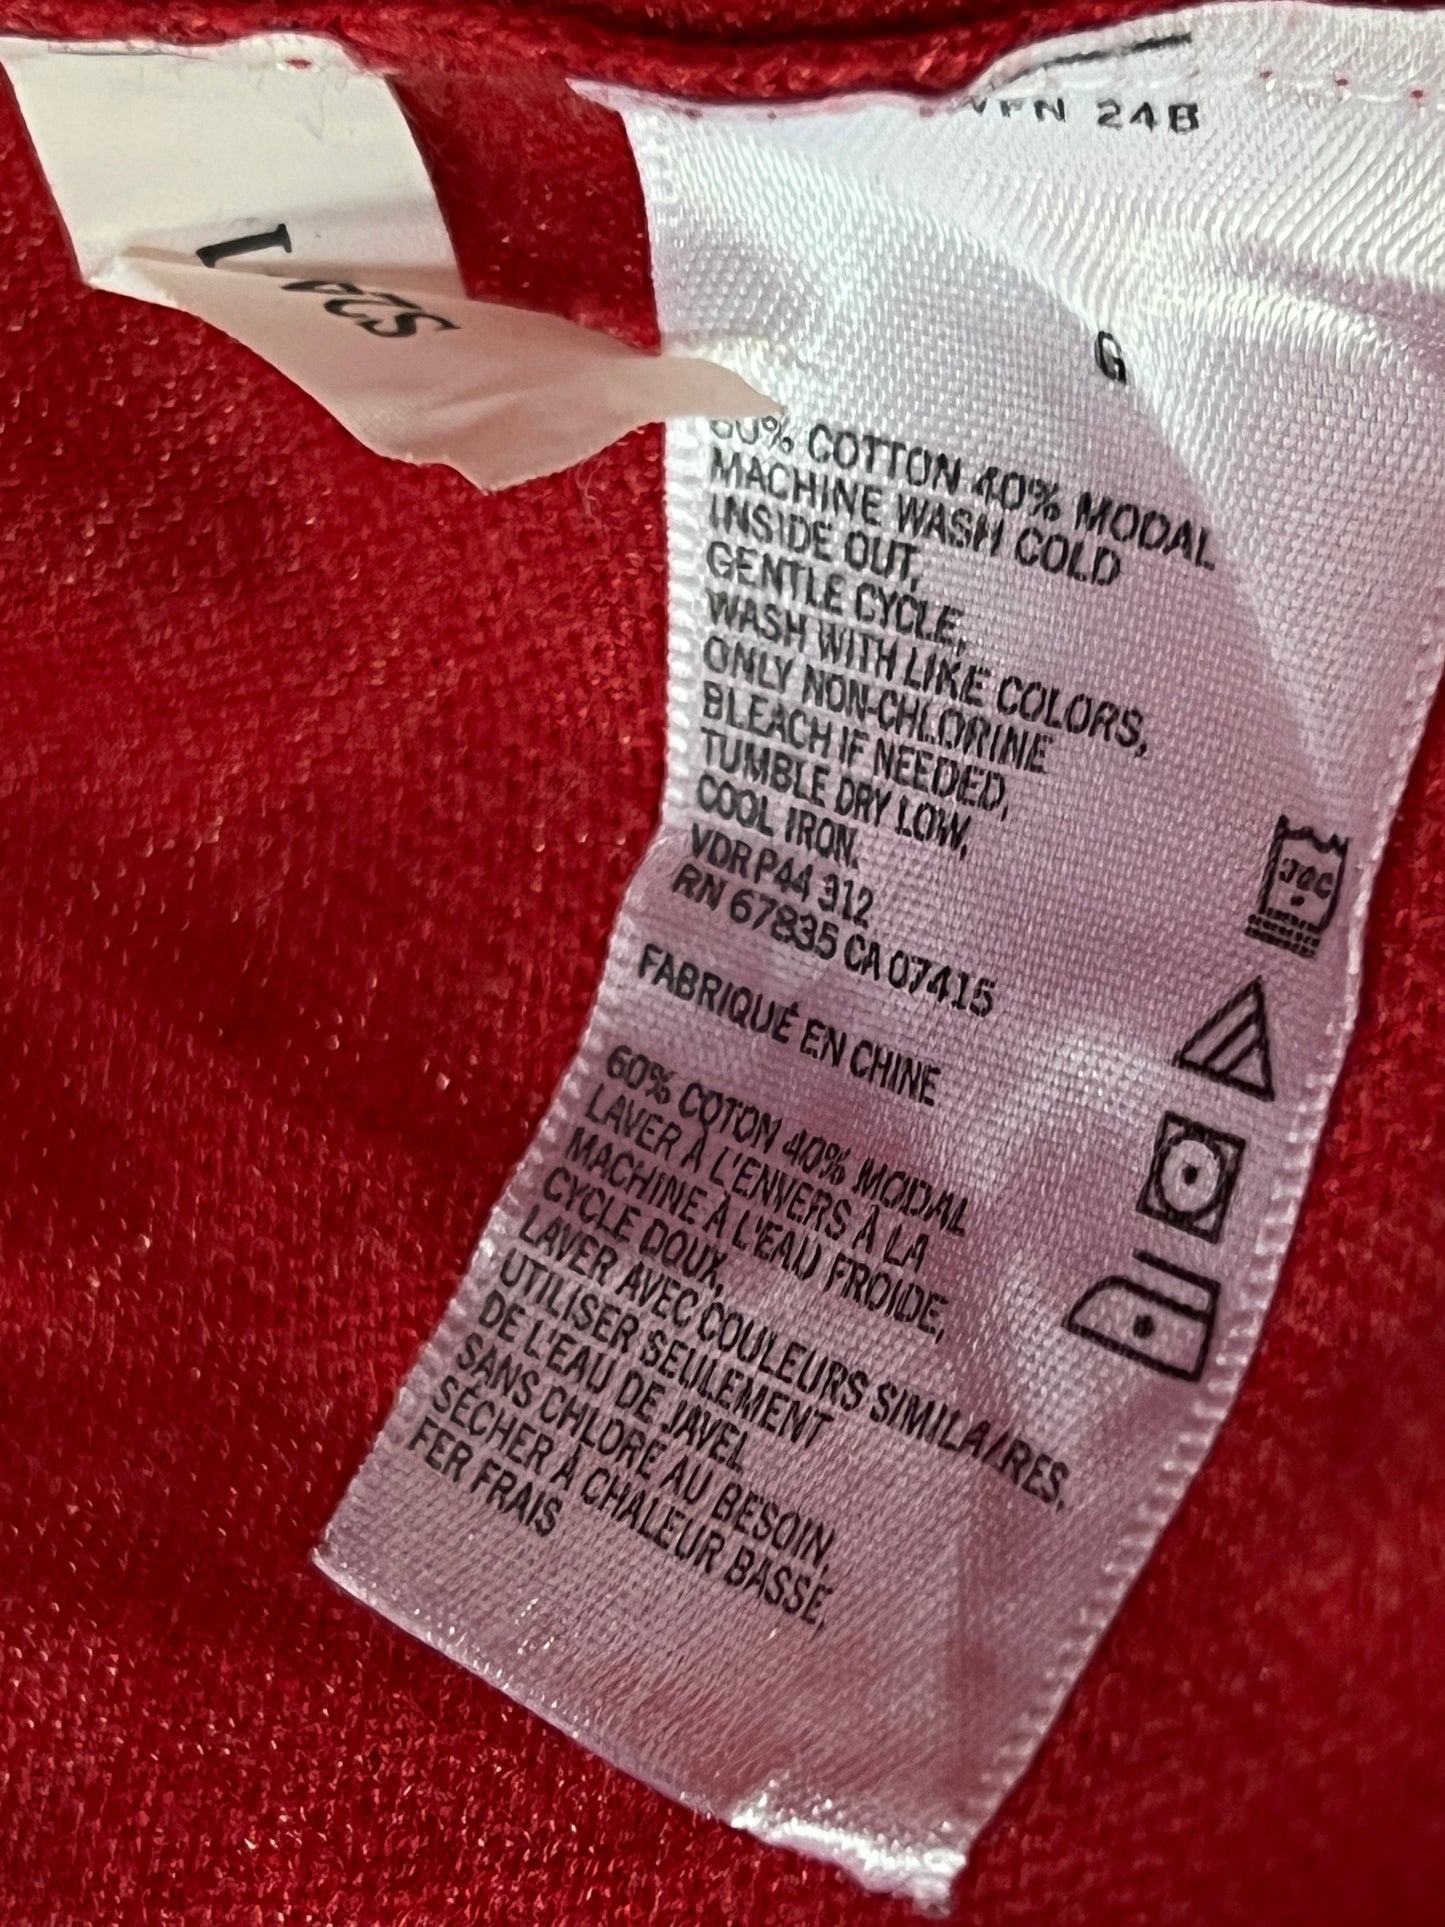 24B
G
60% COTTON 40% MODAL
MACHINE WASH COLD
INSIDE OUT,
GENTLE CYCLE,
WASH WITH LIKE COLORS,
ONLY NON-CHLORINE
BLEACH IF NEEDED,
TUMBLE DRY LOW,
COOL IRON.
VDR P44 312
RN 67835 CA 07415
FABRIQUÉ EN CHINE
60% COTON 40% MODAL
LAVER À L'ENVERS À LA
MACHINE À L'EAU FROIDE,
CYCLE DOUX,
LAVER AVEC COULEURS SIMILAIRES,
UTILISER SEULEMENT
DE L'EAU DE JAVEL
SANS CHLORE AU BESOIN,
SÉCHER À CHALEUR BASSE,
FER FRAIS
30C
L
S24